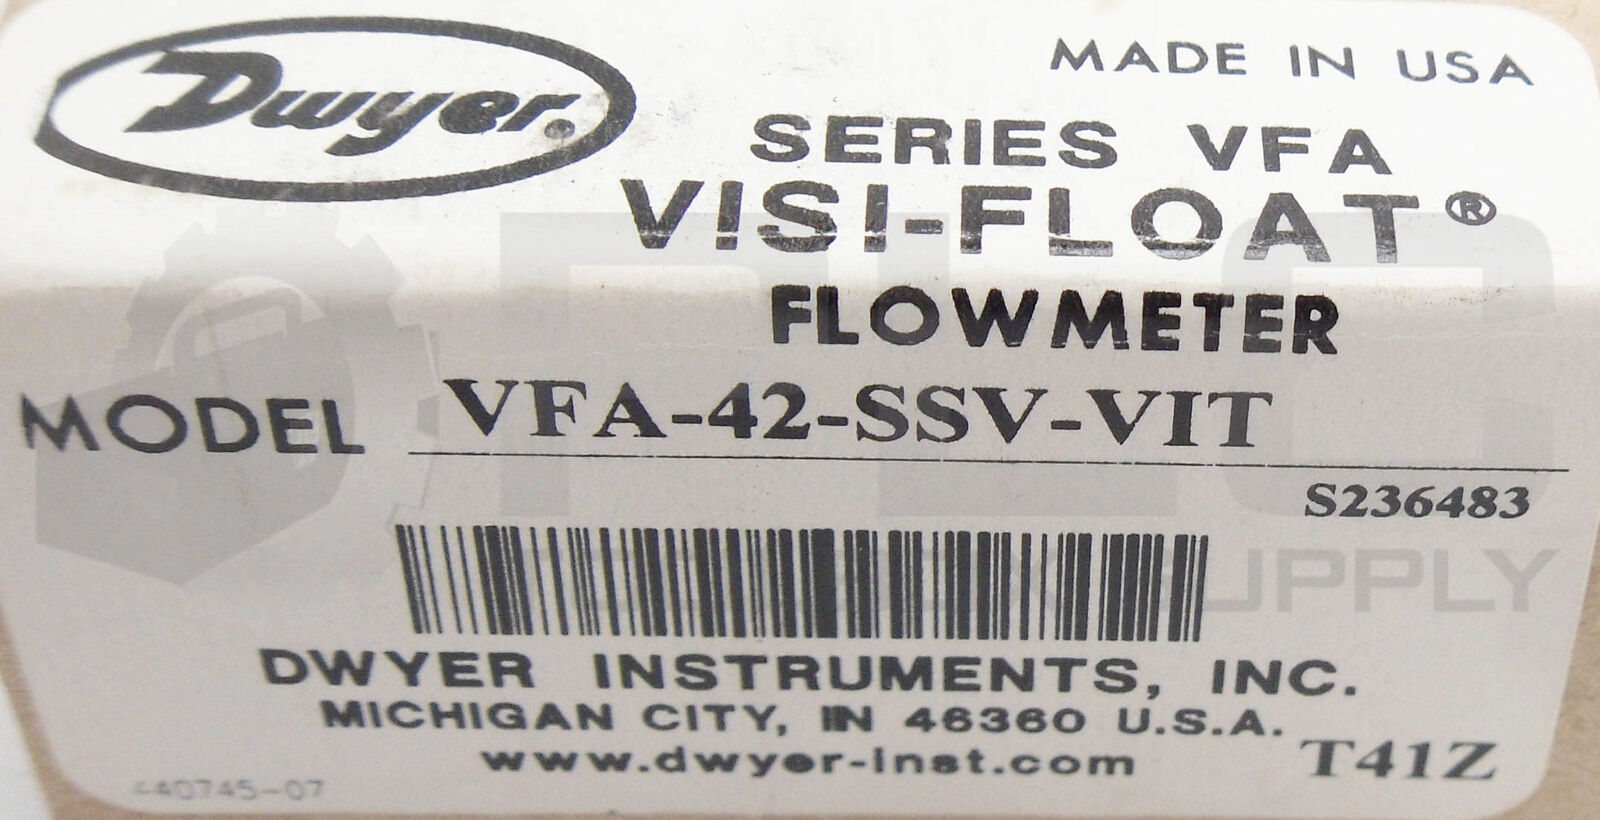 Dwyer®
MADE IN USA
SERIES VFA
VISI-FLOAT®
FLOWMETER
MODEL VFA-42-SSV-VIT
S236483
SUPPLY
DWYER INSTRUMENTS, INC.
MICHIGAN CITY, IN 46360 U.S.A.
www.dwyer-inst.com
T41Z
440745-07